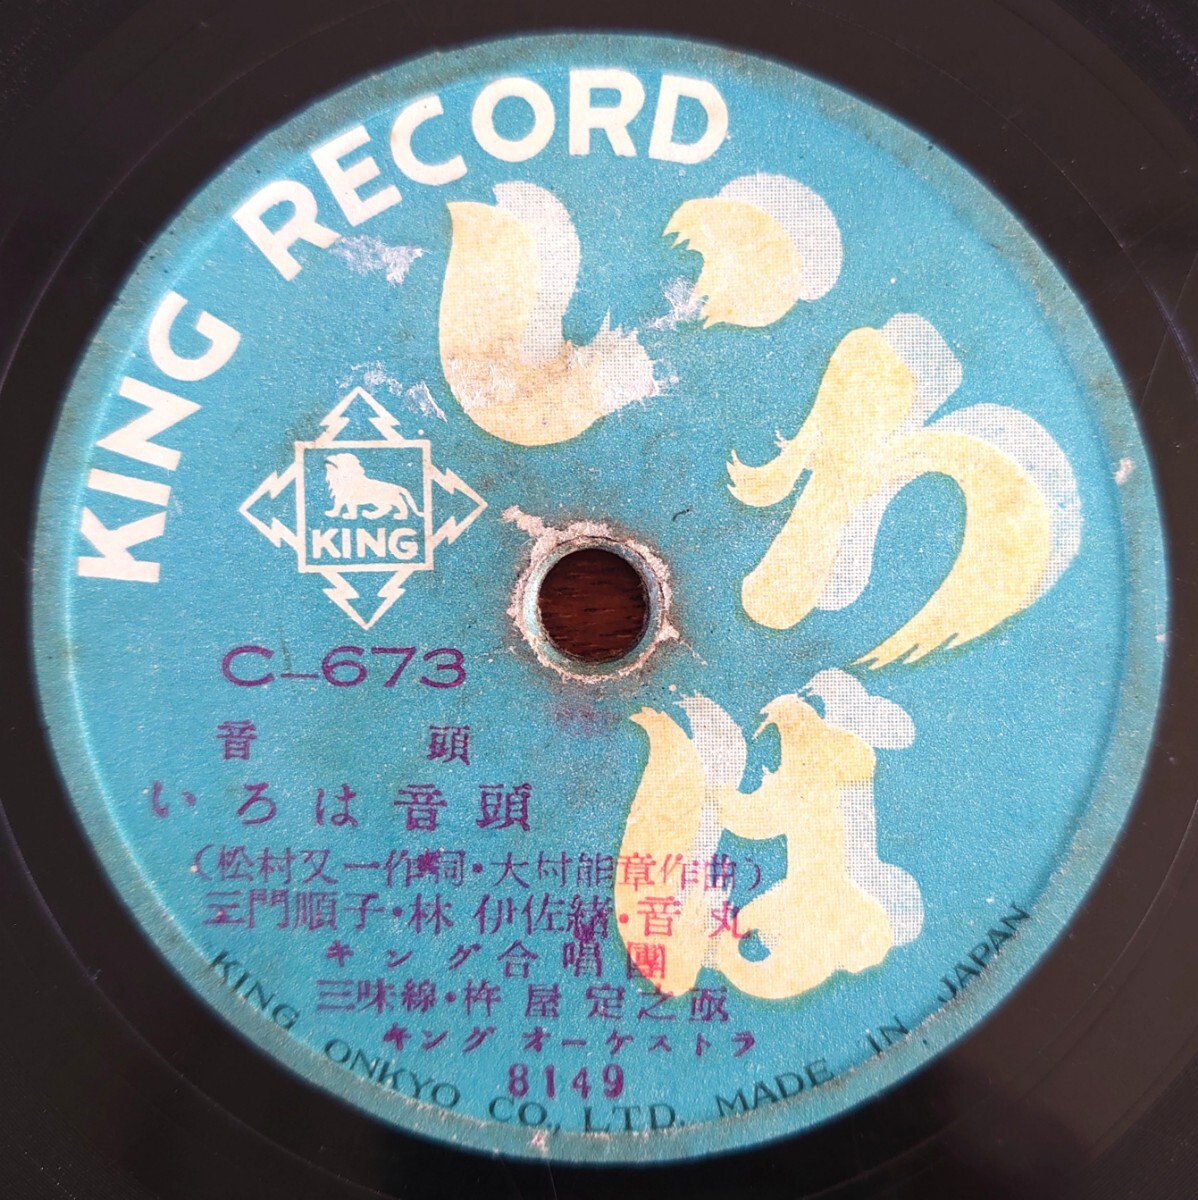 KING RECORD
いろは
KING
C-673
音頭
いろは音頭
(松村又一作詞・大村能章作曲)
三門順子・林 伊佐緒・音 丸
キング合唱團
三味線・杵 屋 定之丞
キングオーケストラ
8149
KING ONKYO CO., LTD. MADE IN JAPAN